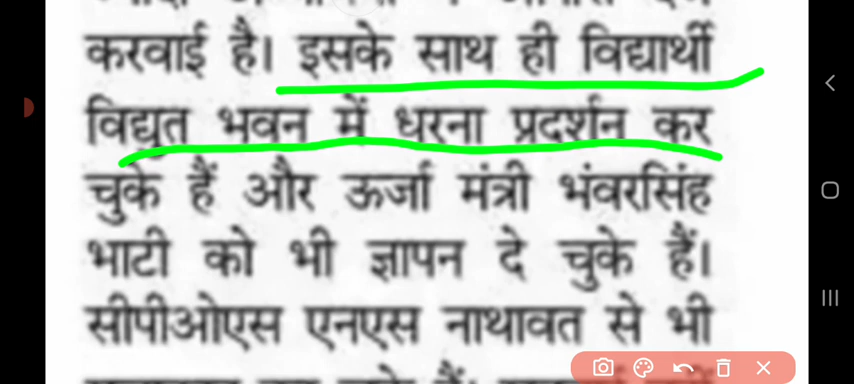 करवाई है। इसके साथ ही विद्यार्थी
विद्युत भवन में धरना प्रदर्शन कर
चुके हैं और ऊर्जा मंत्री भंवरसिंह
भाटी को भी ज्ञापन दे चुके हैं।
सीपीओएस एनएस नाथावत से भी